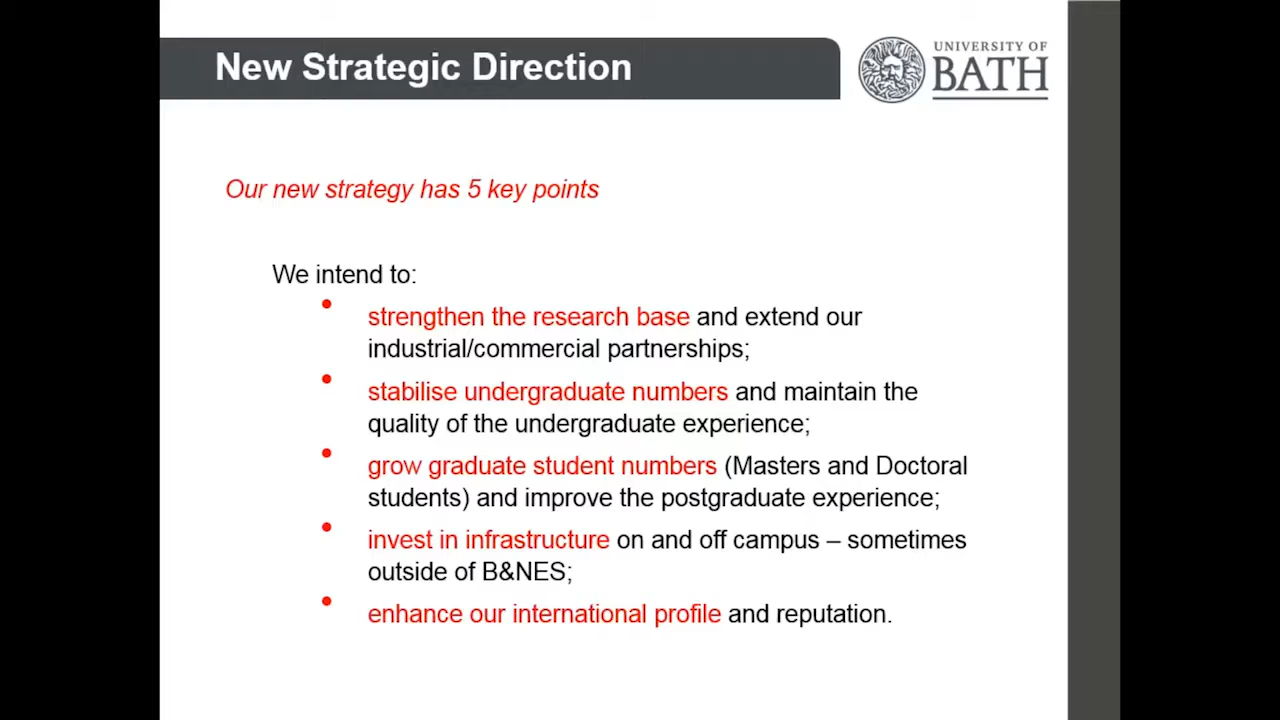 New Strategic Direction
UNIVERSITY OF
BATH
Our new strategy has 5 key points
We intend to:
• strengthen the research base and extend our
industrial/commercial partnerships;
• stabilise undergraduate numbers and maintain the
quality of the undergraduate experience;
• grow graduate student numbers (Masters and Doctoral
students) and improve the postgraduate experience;
• invest in infrastructure on and off campus – sometimes
outside of B&NES;
• enhance our international profile and reputation.